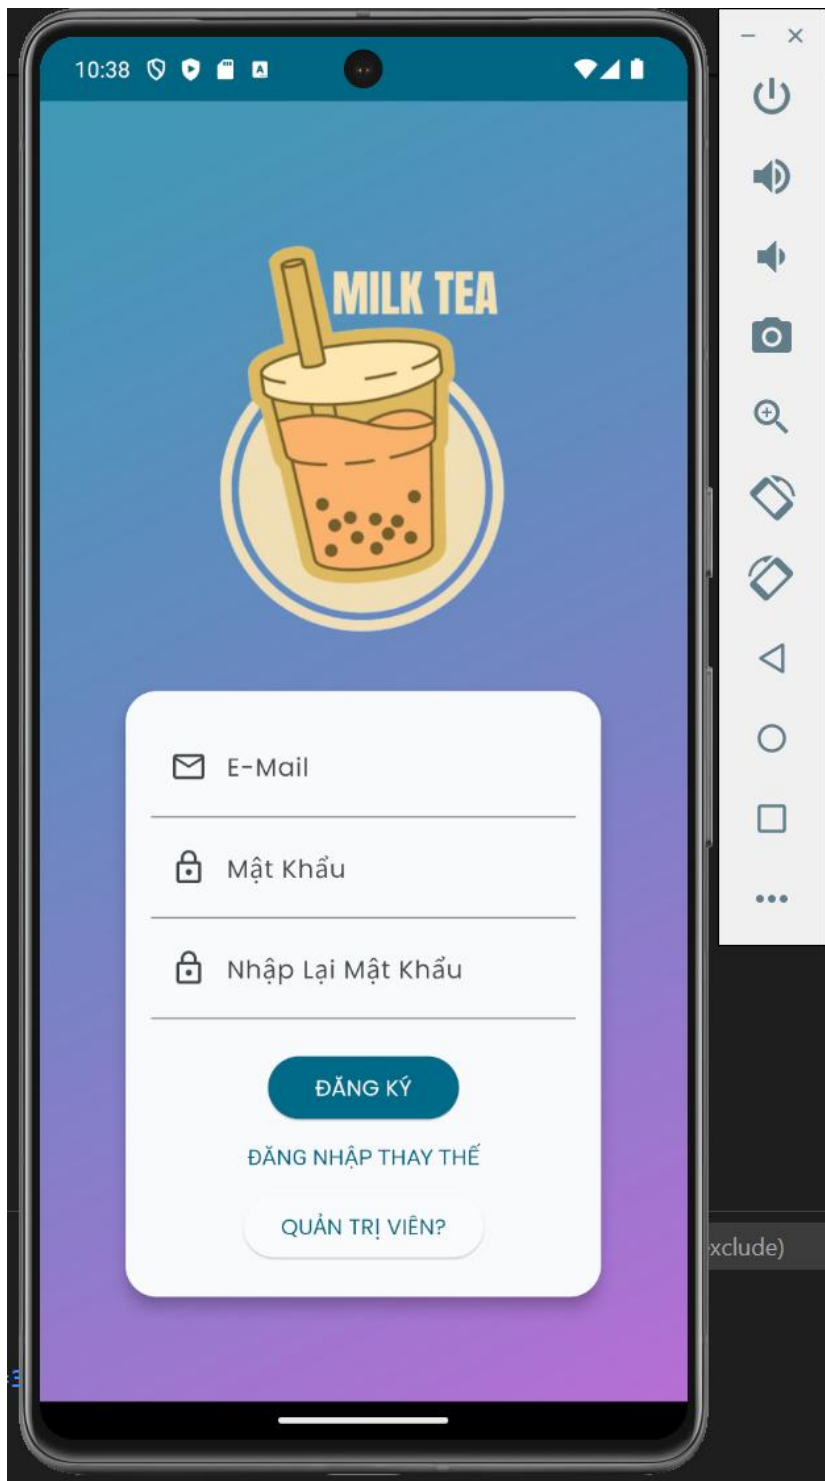 10:38
MILK TEA
E-Mail
Mật Khẩu
Nhập Lại Mật Khẩu
ĐĂNG KÝ
ĐĂNG NHẬP THAY THẾ
QUẢN TRỊ VIÊN?
xclude)